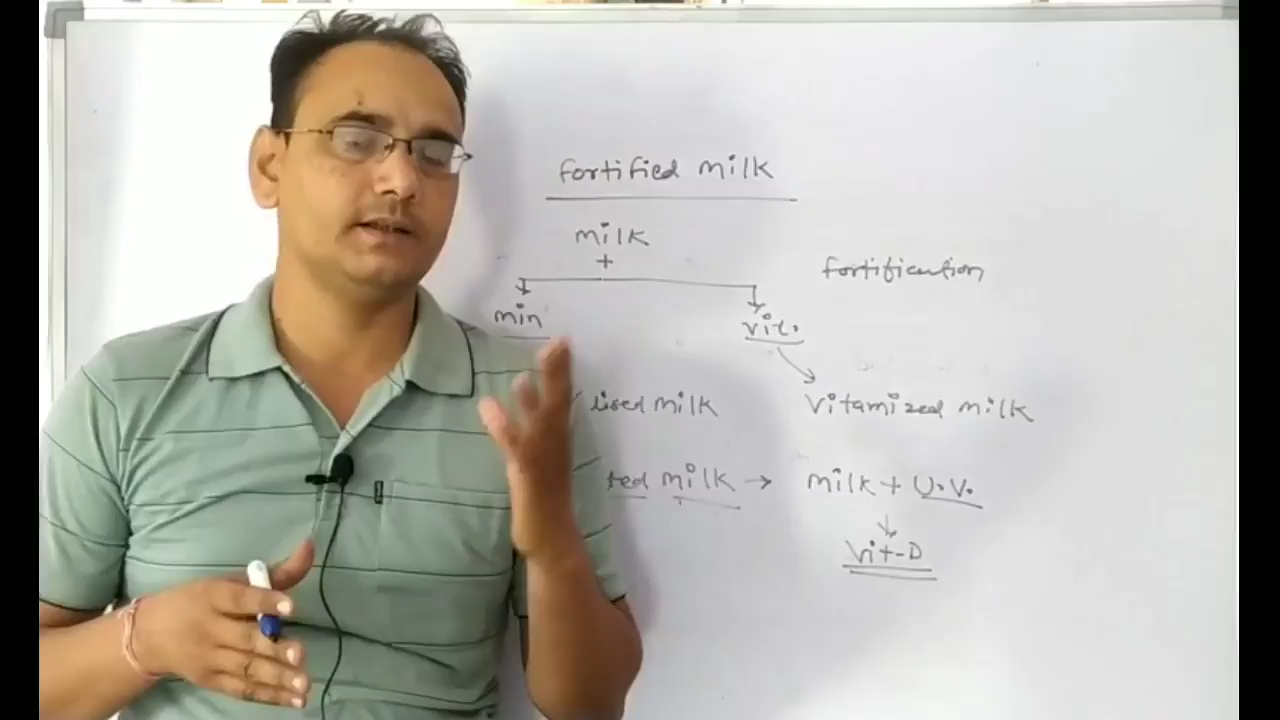 fortified milk
milk
+
fortification
min
vit.
lised milk
Vitamized milk
ted milk → milk + U.V.
Vit-D